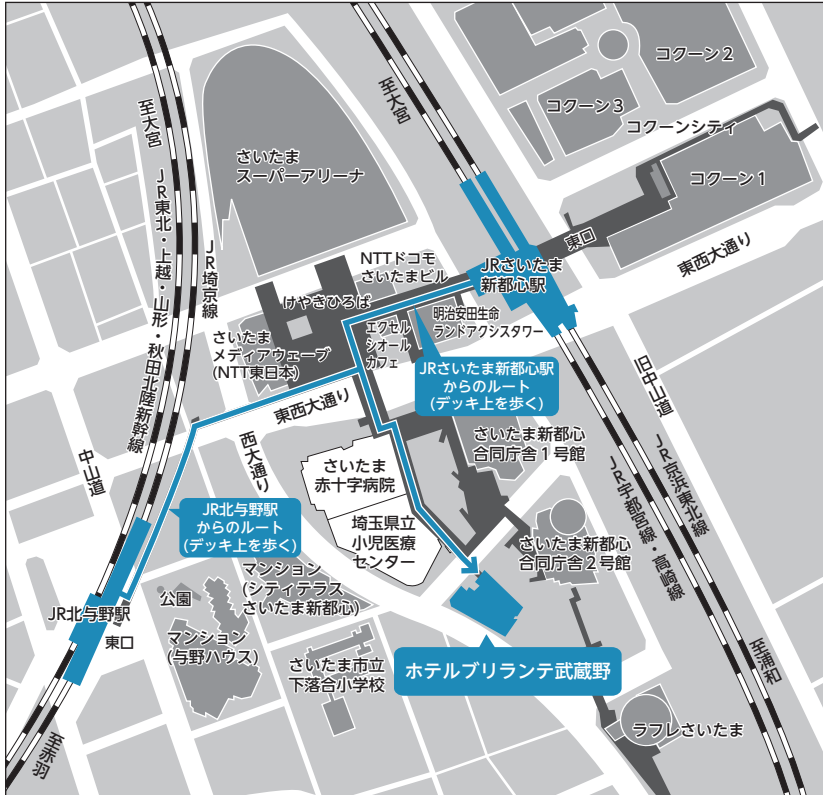 コクーン2
コクーン3
コクーンシティ
コクーン1
至大宮
至大宮
さいたま
スーパーアリーナ
JR東北・上越・山形・秋田北陸新幹線
JR埼京線
NTTドコモ
さいたまビル
JRさいたま
新都心駅
東口
東西大通り
けやきひろば
エクセル
シオール
カフェ
明治安田生命
ランドアクシスタワー
さいたま
メディアウェーブ
(NTT東日本)
JRさいたま新都心駅
からのルート
(デッキ上を歩く)
旧中山道
東西大通り
中山道
西大通り
さいたま新都心
合同庁舎1号館
さいたま
赤十字病院
JR京浜東北線
JR宇都宮線・高崎線
JR北与野駅
からのルート
(デッキ上を歩く)
埼玉県立
小児医療
センター
さいたま新都心
合同庁舎2号館
マンション
(シティテラス
さいたま新都心)
公園
JR北与野駅
東口
マンション
(与野ハウス)
さいたま市立
下落合小学校
ホテルブリランテ武蔵野
至浦和
ラフレさいたま
至赤羽